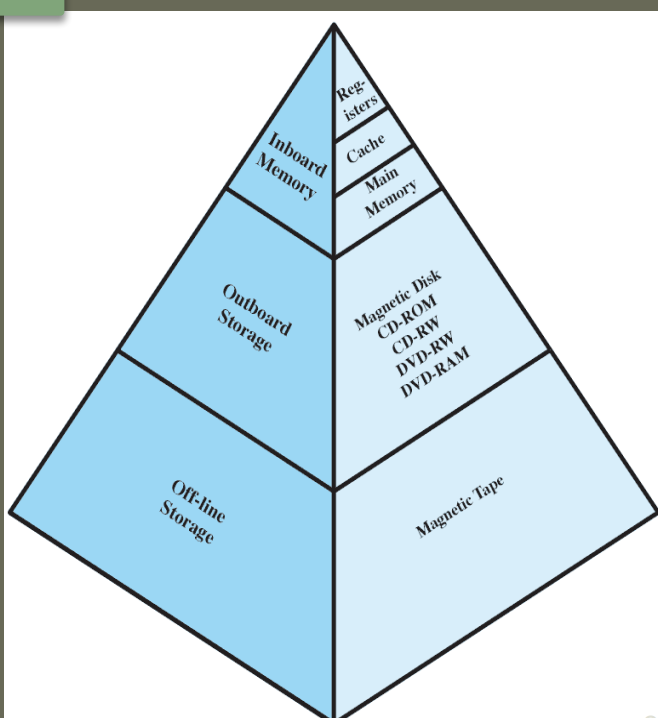 Inboard
Memory
Reg-
isters
Cache
Main
Memory
Outboard
Storage
Magnetic Disk
CD-ROM
CD-RW
DVD-RW
DVD-RAM
Off-line
Storage
Magnetic Tape